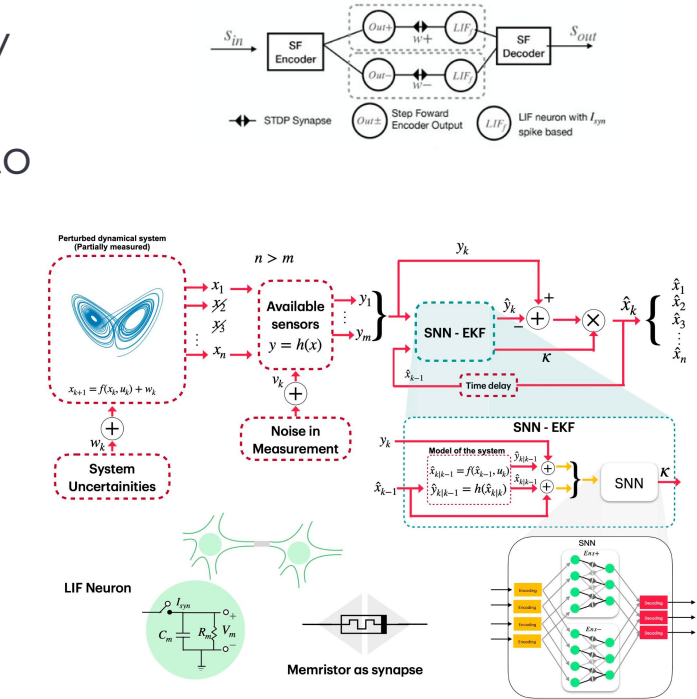 y
to
S_in
SF
Encoder
Out+
w+
LIF_f
Out−
w−
LIF_f
SF
Decoder
S_out
STDP Synapse
Out±
Step Forward
Encoder Output
LIF_f
LIF neuron with I_syn
spike based
Perturbed dynamical system
(Partially measured)
x_{k+1} = f(x_k, u_k) + w_k
x_1
x_2
x_3
⋮
x_n
n > m
Available
sensors
y = h(x)
y_1
⋮
y_m
}
w_k
+
System
Uncertainties
v_k
+
Noise in
Measurement
y_k
SNN - EKF
ŷ_k
+
−
+
×
κ
x̂_k
{
x̂_1
x̂_2
x̂_3
⋮
x̂_n
x̂_{k−1}
Time delay
SNN - EKF
y_k
x̂_{k−1}
Model of the system
x̂_{k|k−1} = f(x̂_{k−1}, u_k)
ŷ_{k|k−1} = h(x̂_{k|k})
ŷ_{k|k−1}
x̂_{k|k−1}
+
+
}
SNN
κ
LIF Neuron
I_syn
C_m
R_m
V_m
+
−
Memristor as synapse
SNN
Ens+
Ens−
Encoding
Encoding
Encoding
Encoding
Decoding
Decoding
Decoding